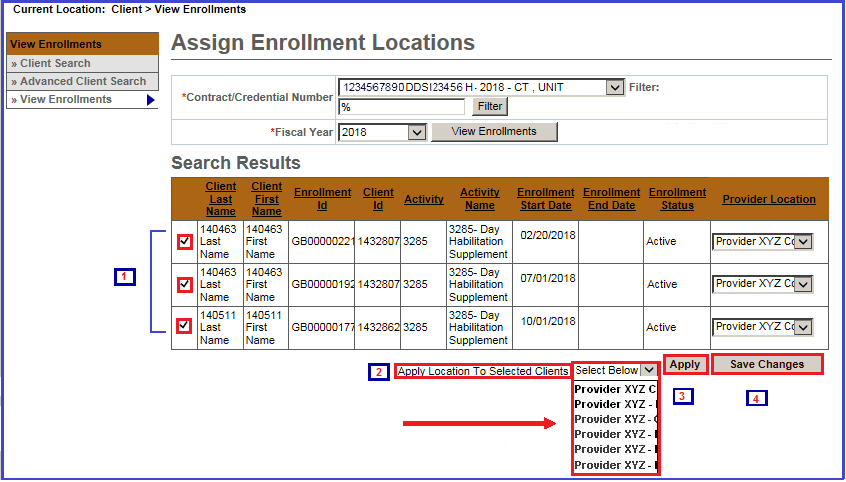 Current Location: Client > View Enrollments
View Enrollments
» Client Search
» Advanced Client Search
» View Enrollments
Assign Enrollment Locations
*Contract/Credential Number
1234567890DDSI23456 H- 2018 - CT , UNIT
Filter:
%
Filter
*Fiscal Year
2018
View Enrollments
Search Results
Client Last Name
Client First Name
Enrollment Id
Client Id
Activity
Activity Name
Enrollment Start Date
Enrollment End Date
Enrollment Status
Provider Location
140463 Last Name
140463 First Name
GB00000221
1432807
3285
3285- Day Habilitation Supplement
02/20/2018
Active
Provider XYZ Co
140463 Last Name
140463 First Name
GB00000192
1432807
3285
3285- Day Habilitation Supplement
07/01/2018
Active
Provider XYZ Co
140511 Last Name
140511 First Name
GB00000177
1432862
3285
3285- Day Habilitation Supplement
10/01/2018
Active
Provider XYZ Co
1
2
Apply Location To Selected Clients
Select Below
Apply
Save Changes
Provider XYZ C
Provider XYZ -
Provider XYZ -
Provider XYZ -
Provider XYZ -
Provider XYZ -
3
4